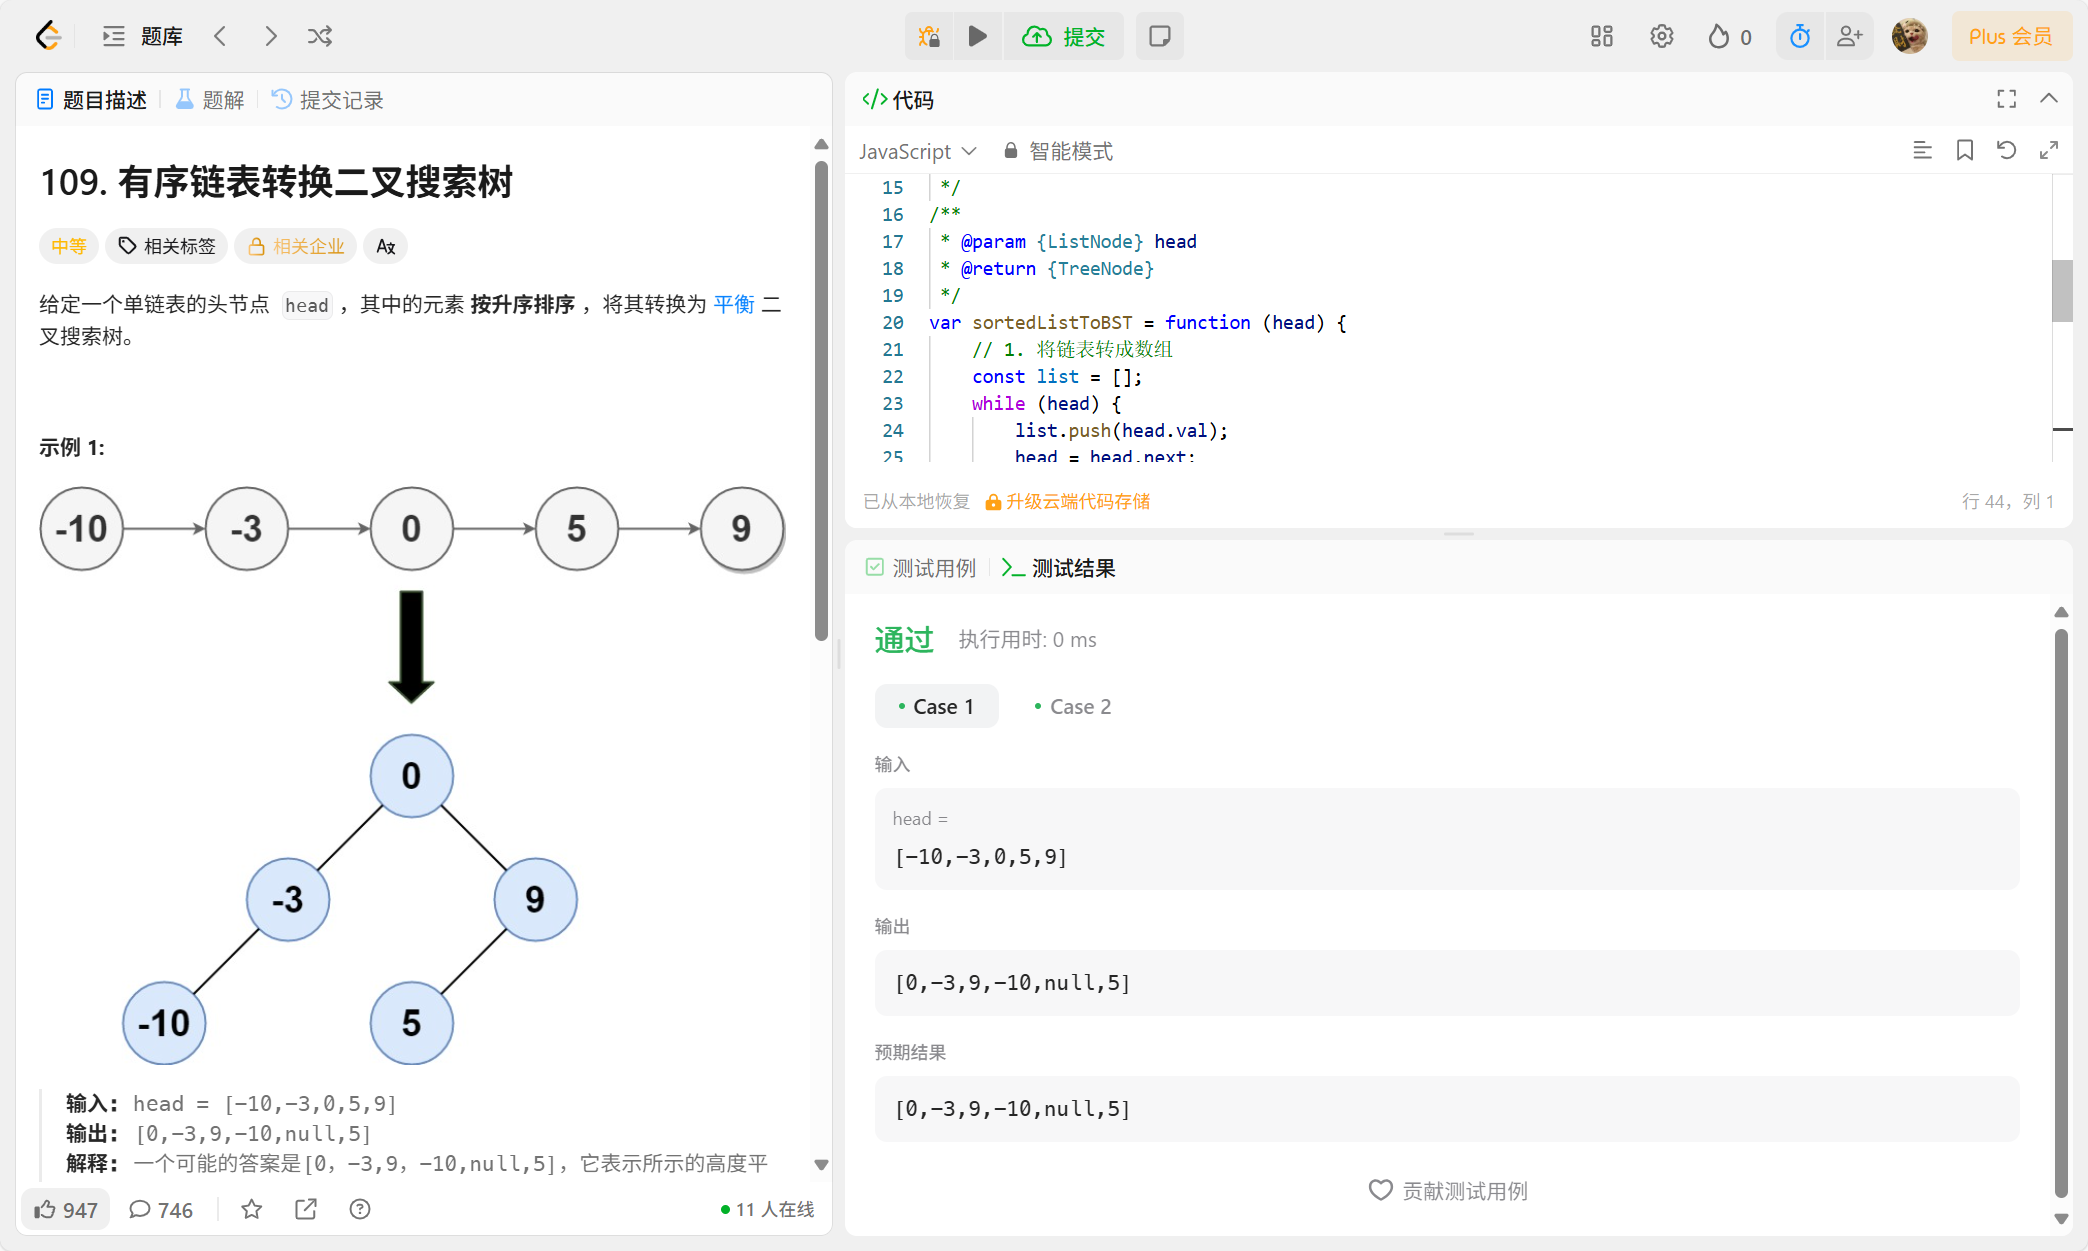 题库
提交
0
Plus 会员
题目描述
题解
提交记录
109. 有序链表转换二叉搜索树
中等
相关标签
相关企业
给定一个单链表的头节点 head ，其中的元素 按升序排序 ，将其转换为 平衡 二
叉搜索树。
示例 1:
-10
-3
0
5
9
0
-3
9
-10
5
输入: head = [-10,-3,0,5,9]
输出: [0,-3,9,-10,null,5]
解释: 一个可能的答案是[0，-3,9，-10,null,5]，它表示所示的高度平
947
746
11 人在线
代码
JavaScript
智能模式
15 */
16 /**
17 * @param {ListNode} head
18 * @return {TreeNode}
19 */
20 var sortedListToBST = function (head) {
21 // 1. 将链表转成数组
22 const list = [];
23 while (head) {
24 list.push(head.val);
25 head = head.next;
已从本地恢复
升级云端代码存储
行 44，列 1
测试用例
测试结果
通过
执行用时: 0 ms
Case 1
Case 2
输入
head =
[-10,-3,0,5,9]
输出
[0,-3,9,-10,null,5]
预期结果
[0,-3,9,-10,null,5]
贡献测试用例